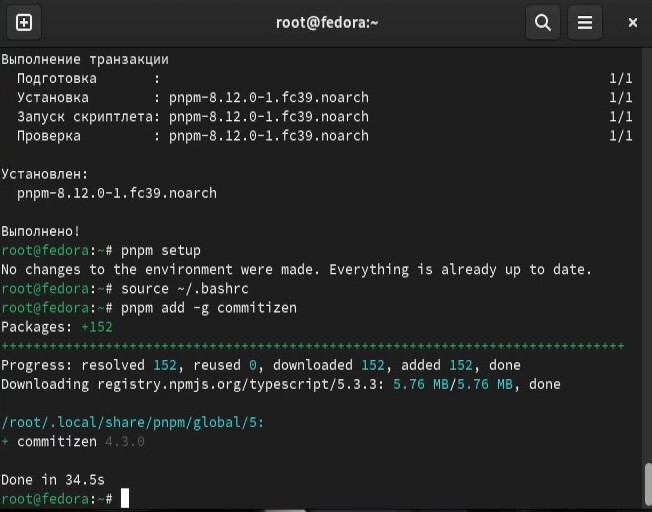 root@fedora:~
Выполнение транзакции
Подготовка : 1/1
Установка : pnpm-8.12.0-1.fc39.noarch 1/1
Запуск скриптлета: pnpm-8.12.0-1.fc39.noarch 1/1
Проверка : pnpm-8.12.0-1.fc39.noarch 1/1
Установлен:
pnpm-8.12.0-1.fc39.noarch
Выполнено!
root@fedora:~# pnpm setup
No changes to the environment were made. Everything is already up to date.
root@fedora:~# source ~/.bashrc
root@fedora:~# pnpm add -g commitizen
Packages: +152
++++++++++++++++++++++++++++++++++++++++++++++++++++++++++++++++++++++++++++++
Progress: resolved 152, reused 0, downloaded 152, added 152, done
Downloading registry.npmjs.org/typescript/5.3.3: 5.76 MB/5.76 MB, done
/root/.local/share/pnpm/global/5:
+ commitizen 4.3.0
Done in 34.5s
root@fedora:~#